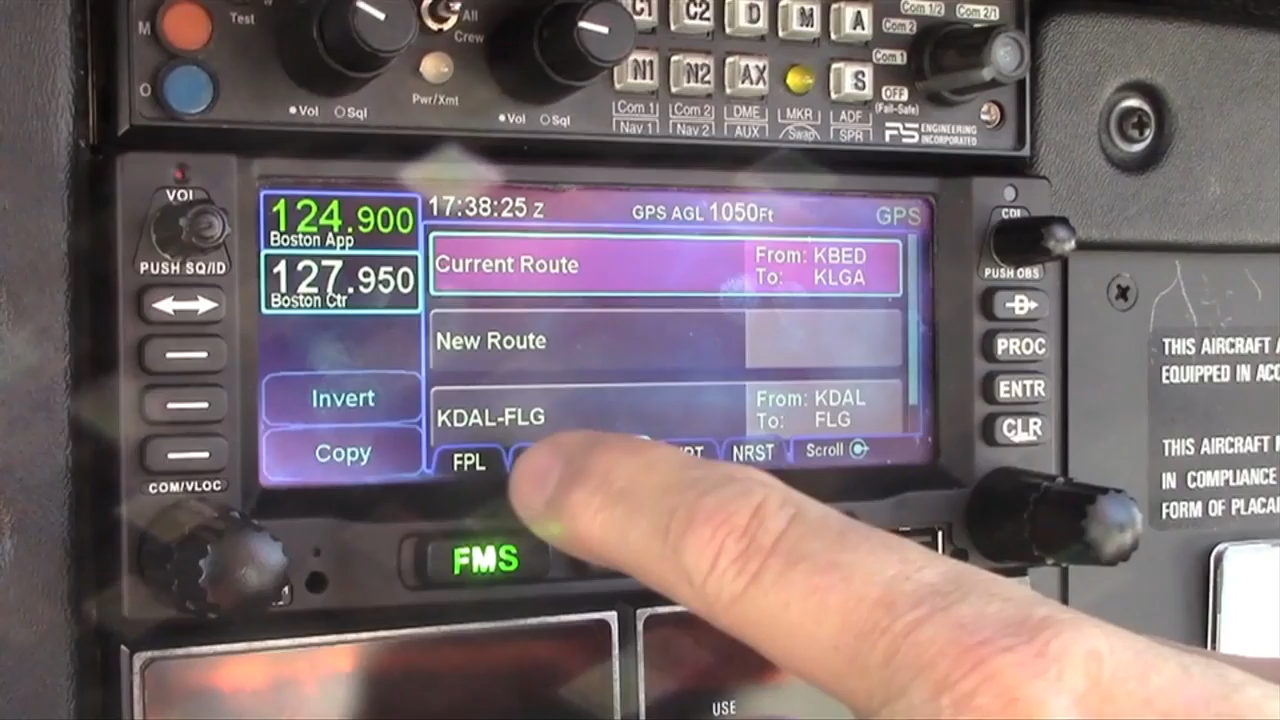 M
Test
O
Vol Sql
All
Crew
Pwr/Xmt
Vol Sql
C1 C2 D M A
N1 N2 AX S
Com 1 Com 2 DME MKR ADF
Nav 1 Nav 2 AUX Swap SPR
Com 1/2 Com 2/1
Com 2
Com 1
OFF
(Fail-Safe)
PS ENGINEERING
INCORPORATED
VOL
PUSH SQ/ID
COM/VLOC
124.900
Boston App
127.950
Boston Ctr
Invert
Copy
17:38:25 Z GPS AGL 1050Ft GPS
Current Route From: KBED
To: KLGA
New Route
KDAL-FLG From: KDAL
To: FLG
FPL NRST Scroll
FMS
CDI
PUSH OBS
D
PROC
ENTR
CLR
THIS AIRCRAFT
EQUIPPED IN
THIS AIRCRAFT
IN COMPLIANCE
FORM OF
USE